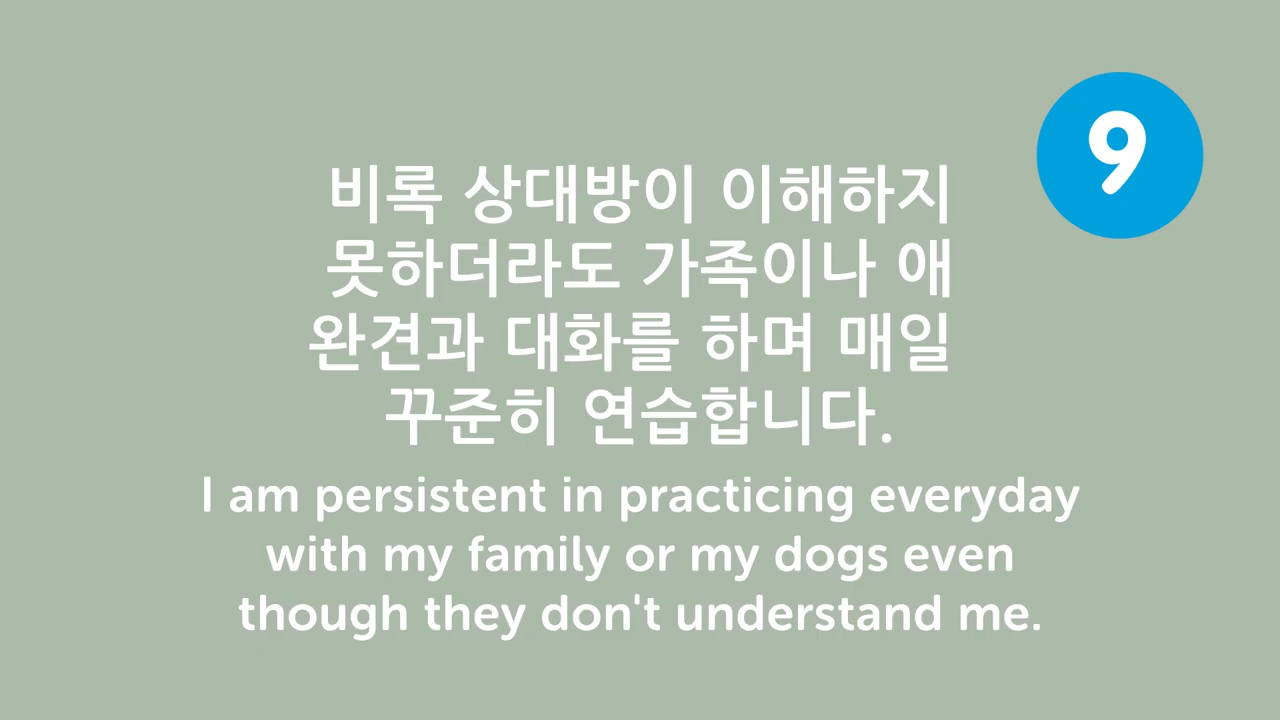 9
비록 상대방이 이해하지
못하더라도 가족이나 애
완견과 대화를 하며 매일
꾸준히 연습합니다.
I am persistent in practicing everyday
with my family or my dogs even
though they don't understand me.